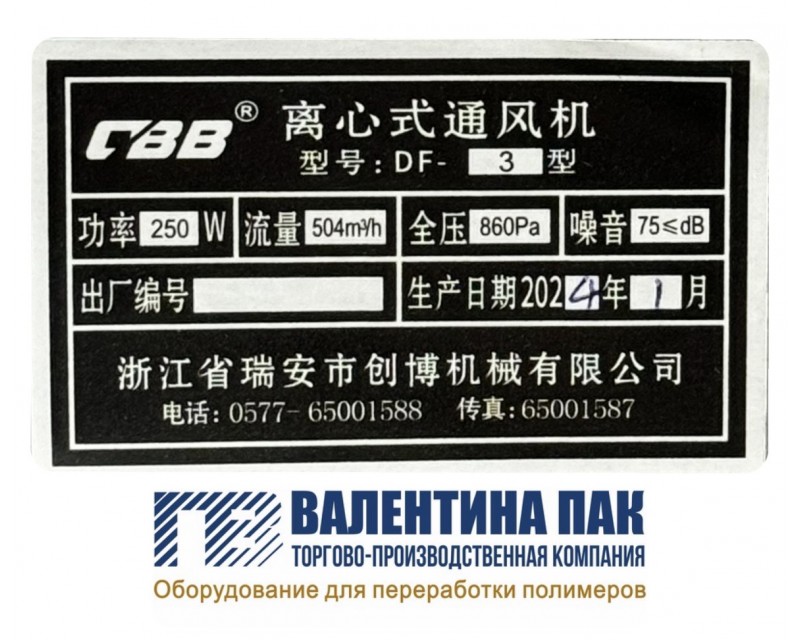 CBB® 离心式通风机
型号:DF- 3 型
功率 250 W 流量 504m³/h 全压 860Pa 噪音 75≤dB
出厂编号 生产日期 2024年 1 月
浙江省瑞安市创博机械有限公司
电话:0577-65001588 传真:65001587
ВАЛЕНТИНА ПАК
ТОРГОВО-ПРОИЗВОДСТВЕННАЯ КОМПАНИЯ
Оборудование для переработки полимеров